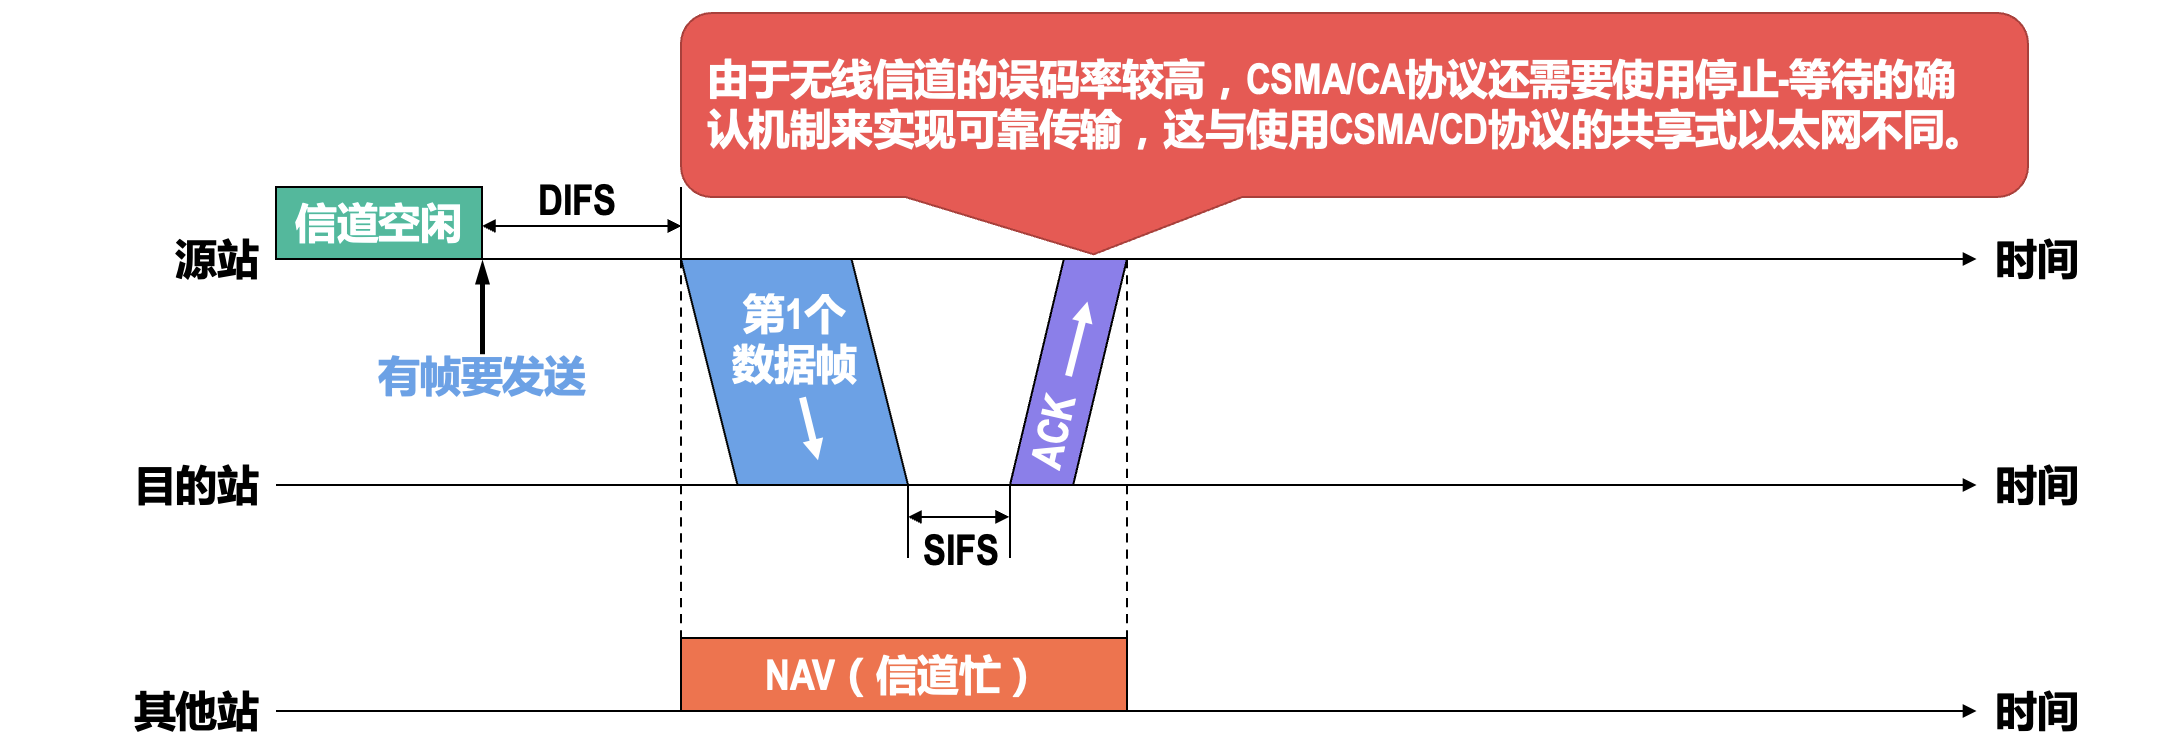 由于无线信道的误码率较高，CSMA/CA协议还需要使用停止-等待的确
认机制来实现可靠传输，这与使用CSMA/CD协议的共享式以太网不同。
信道空闲
DIFS
源站
时间
有帧要发送
第1个
数据帧
ACK
目的站
时间
SIFS
NAV（信道忙）
其他站
时间